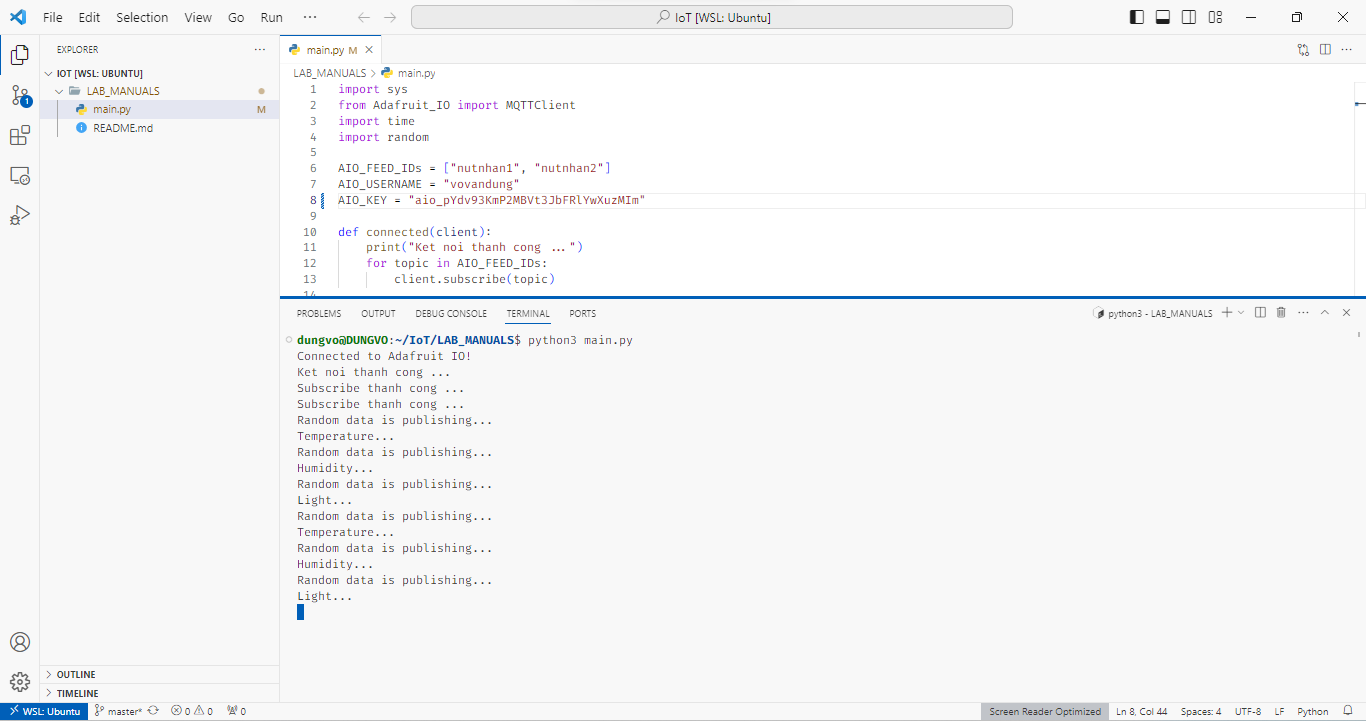 File Edit Selection View Go Run ···
IoT [WSL: Ubuntu]
EXPLORER
IOT [WSL: UBUNTU]
LAB_MANUALS
main.py M
README.md
OUTLINE
TIMELINE
main.py M
LAB_MANUALS > main.py
1 import sys
2 from Adafruit_IO import MQTTClient
3 import time
4 import random
5
6 AIO_FEED_IDs = ["nutnhan1", "nutnhan2"]
7 AIO_USERNAME = "vovandung"
8 AIO_KEY = "aio_pYdv93KmP2MBVt3JbFRlYwXuzMIm"
9
10 def connected(client):
11 print("Ket noi thanh cong ...")
12 for topic in AIO_FEED_IDs:
13 client.subscribe(topic)
14
PROBLEMS OUTPUT DEBUG CONSOLE TERMINAL PORTS
python3 - LAB_MANUALS
dungvo@DUNGVO:~/IoT/LAB_MANUALS$ python3 main.py
Connected to Adafruit IO!
Ket noi thanh cong ...
Subscribe thanh cong ...
Subscribe thanh cong ...
Random data is publishing...
Temperature...
Random data is publishing...
Humidity...
Random data is publishing...
Light...
Random data is publishing...
Temperature...
Random data is publishing...
Humidity...
Random data is publishing...
Light...
1
WSL: Ubuntu master* 0 0 0
Screen Reader Optimized Ln 8, Col 44 Spaces: 4 UTF-8 LF Python